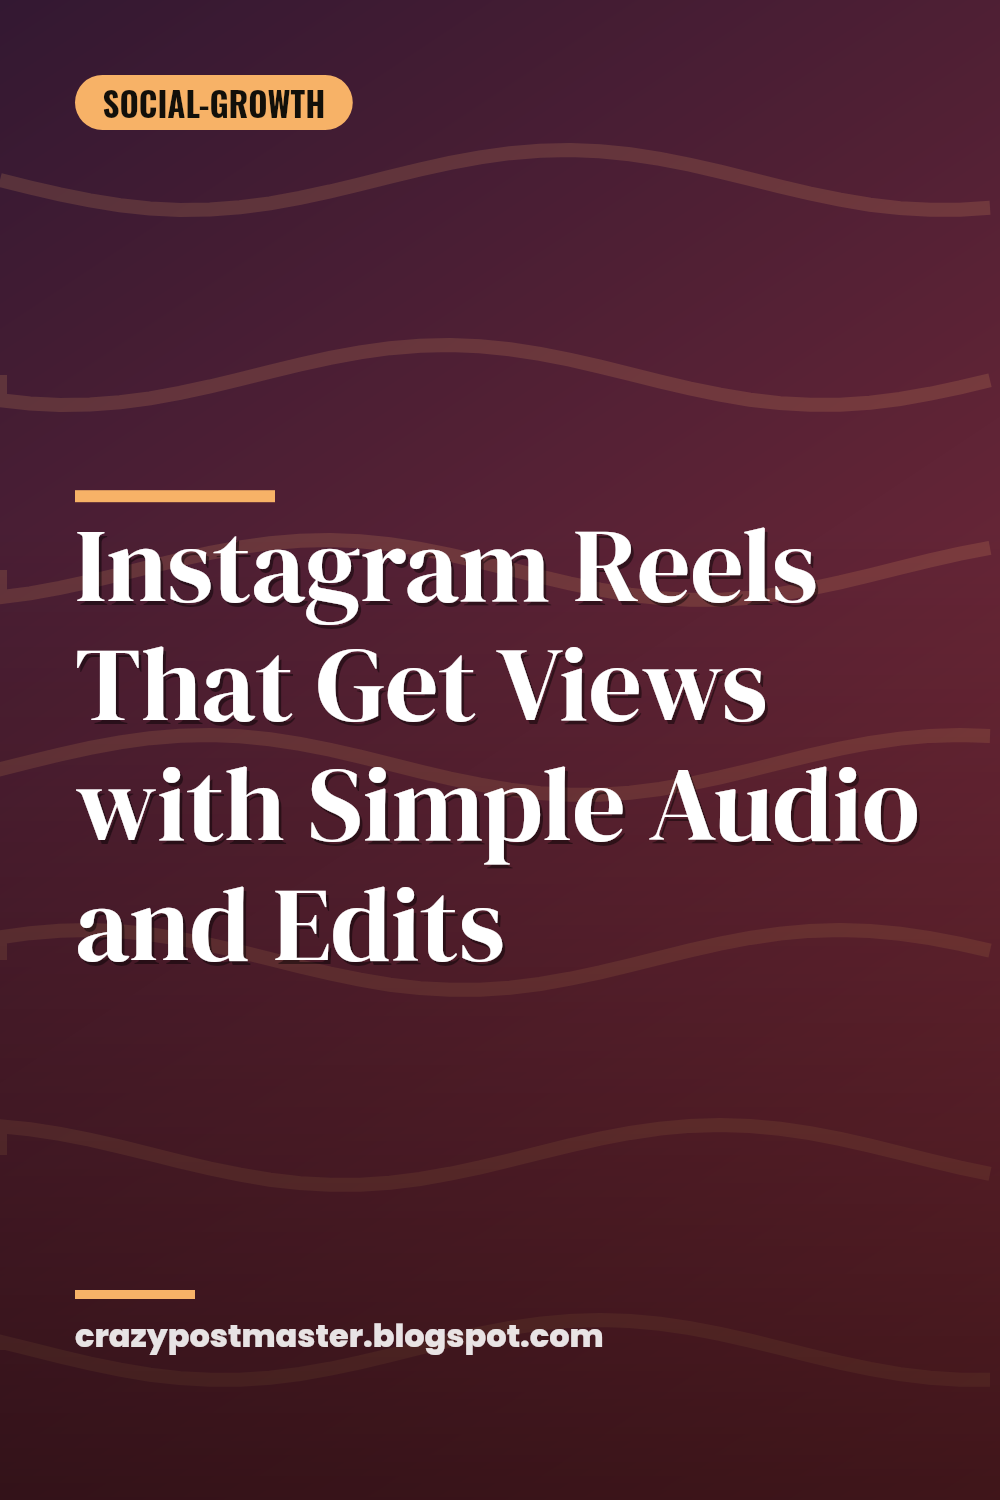 SOCIAL-GROWTH
Instagram Reels
That Get Views
with Simple Audio
and Edits
crazypostmaster.blogspot.com